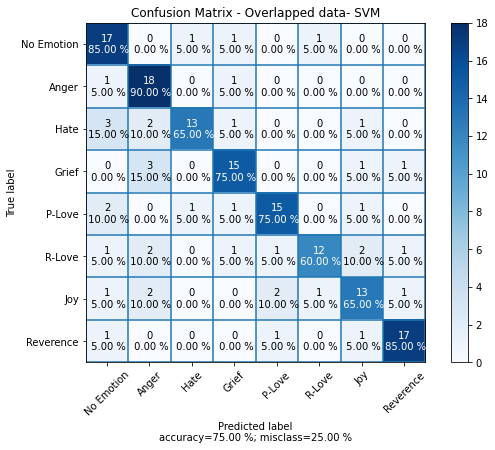 Confusion Matrix - Overlapped data- SVM
No Emotion 17 0 1 1 0 0 0 0
85.00 % 0.00 % 5.00 % 5.00 % 0.00 % 0.00 % 0.00 % 0.00 %
Anger 1 18 0 1 0 0 0 0
5.00 % 90.00 % 0.00 % 5.00 % 0.00 % 0.00 % 0.00 % 0.00 %
Hate 3 2 13 1 0 0 1 0
15.00 % 10.00 % 65.00 % 5.00 % 0.00 % 0.00 % 5.00 % 0.00 %
Grief 0 3 0 15 0 0 1 1
0.00 % 15.00 % 0.00 % 75.00 % 0.00 % 0.00 % 5.00 % 5.00 %
P-Love 2 0 1 1 15 0 1 0
10.00 % 0.00 % 5.00 % 5.00 % 75.00 % 0.00 % 5.00 % 0.00 %
R-Love 1 2 0 1 1 12 2 1
5.00 % 10.00 % 0.00 % 5.00 % 5.00 % 60.00 % 10.00 % 5.00 %
Joy 1 2 0 0 2 1 13 1
5.00 % 10.00 % 0.00 % 0.00 % 10.00 % 5.00 % 65.00 % 5.00 %
Reverence 1 0 0 0 1 0 1 17
5.00 % 0.00 % 0.00 % 0.00 % 5.00 % 0.00 % 5.00 % 85.00 %
True label
No Emotion Anger Hate Grief P-Love R-Love Joy Reverence
Predicted label
accuracy=75.00 %; misclass=25.00 %
18
16
14
12
10
8
6
4
2
0